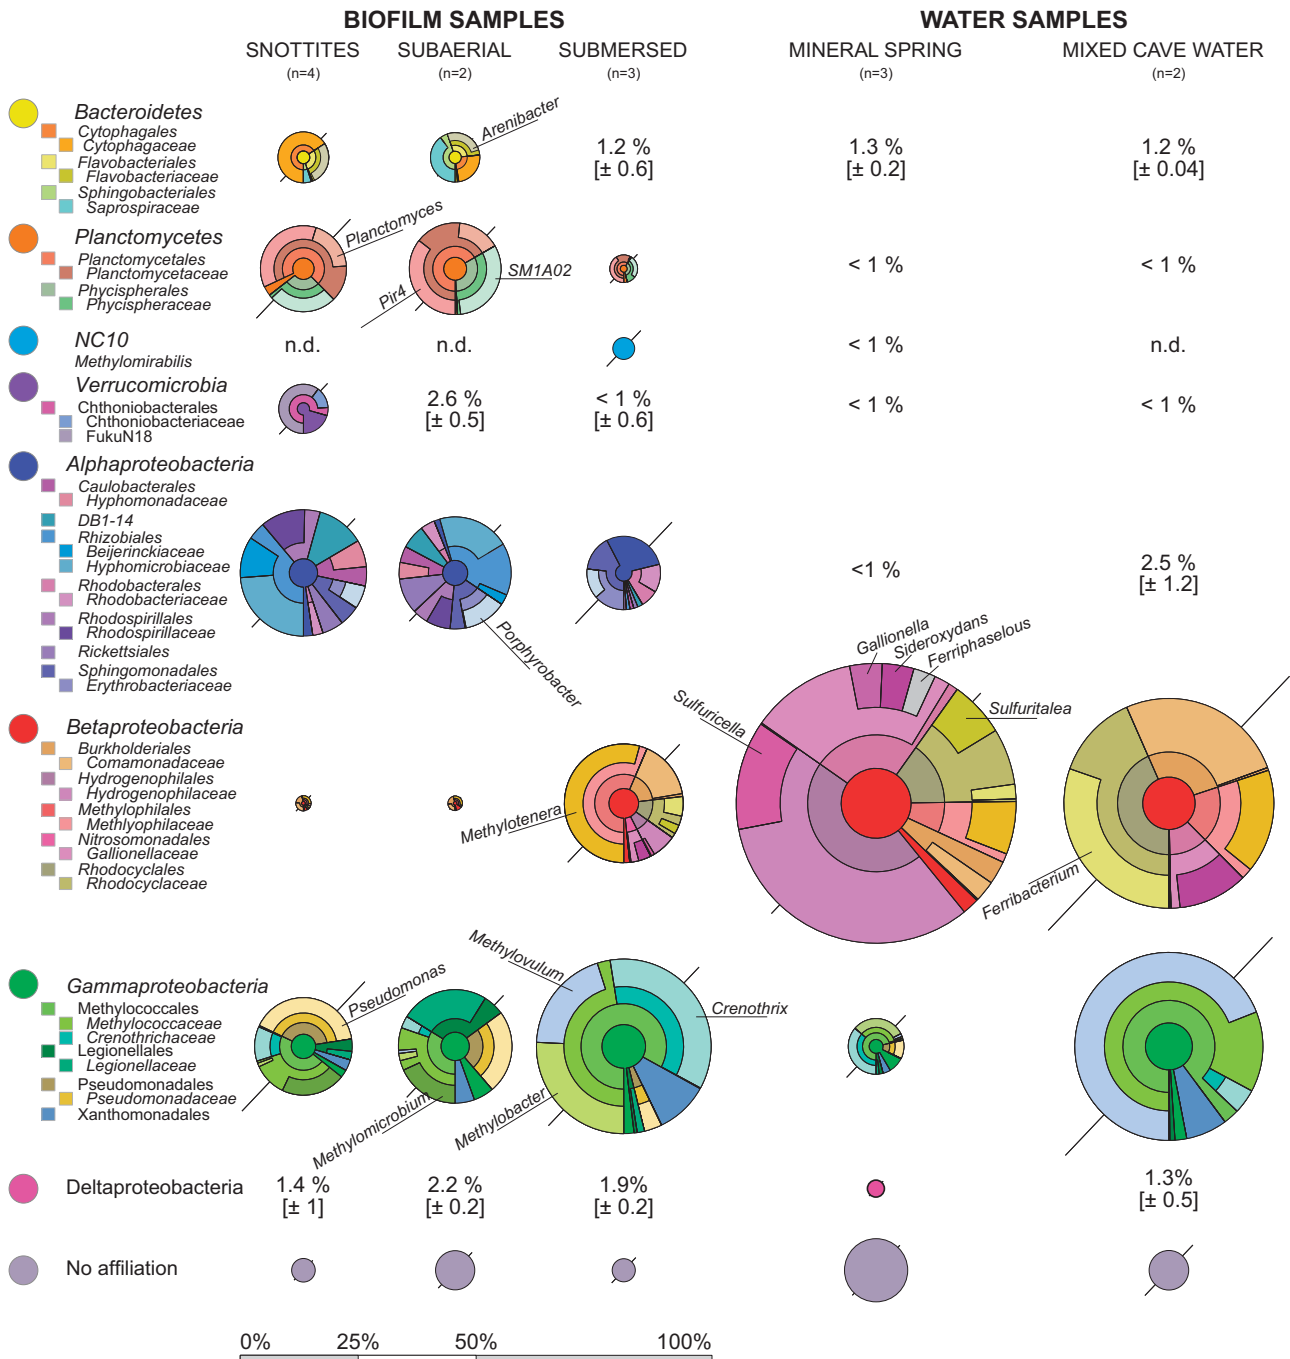 BIOFILM SAMPLES
WATER SAMPLES
SNOTTITES
(n=4)
SUBAERIAL
(n=2)
SUBMERSED
(n=3)
MINERAL SPRING
(n=3)
MIXED CAVE WATER
(n=2)
Bacteroidetes
Cytophagales
Cytophagaceae
Flavobacteriales
Flavobacteriaceae
Sphingobacteriales
Saprospiraceae
Arenibacter
1.2 %
[± 0.6]
1.3 %
[± 0.2]
1.2 %
[± 0.04]
Planctomycetes
Planctomycetales
Planctomycetaceae
Phycispherales
Phycispheraceae
Planctomyces
Pir4
SM1A02
< 1 %
< 1 %
NC10
Methylomirabilis
n.d.
n.d.
< 1 %
n.d.
Verrucomicrobia
Chthoniobacterales
Chthoniobacteriaceae
FukuN18
2.6 %
[± 0.5]
< 1 %
[± 0.6]
< 1 %
< 1 %
Alphaproteobacteria
Caulobacterales
Hyphomonadaceae
DB1-14
Rhizobiales
Beijerinckiaceae
Hyphomicrobiaceae
Rhodobacterales
Rhodobacteriaceae
Rhodospirillales
Rhodospirillaceae
Rickettsiales
Sphingomonadales
Erythrobacteriaceae
Porphyrobacter
<1 %
2.5 %
[± 1.2]
Betaproteobacteria
Burkholderiales
Comamonadaceae
Hydrogenophilales
Hydrogenophilaceae
Methylophilales
Methlyophilaceae
Nitrosomonadales
Gallionellaceae
Rhodocyclales
Rhodocyclaceae
Methylotenera
Sulfuricella
Gallionella
Sideroxydans
Ferriphaselous
Sulfuritalea
Ferribacterium
Gammaproteobacteria
Methylococcales
Methylococcaceae
Crenothrichaceae
Legionellales
Legionellaceae
Pseudomonadales
Pseudomonadaceae
Xanthomonadales
Pseudomonas
Methylomicrobium
Methylovulum
Methylobacter
Crenothrix
Deltaproteobacteria
1.4 %
[± 1]
2.2 %
[± 0.2]
1.9%
[± 0.2]
1.3%
[± 0.5]
No affiliation
0% 25% 50% 100%